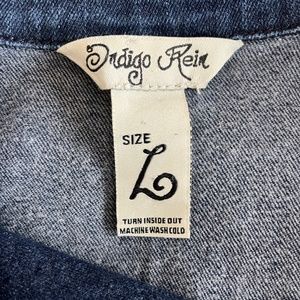 Indigo Rein
SIZE
L
TURN INSIDE OUT
MACHINE WASH COLD